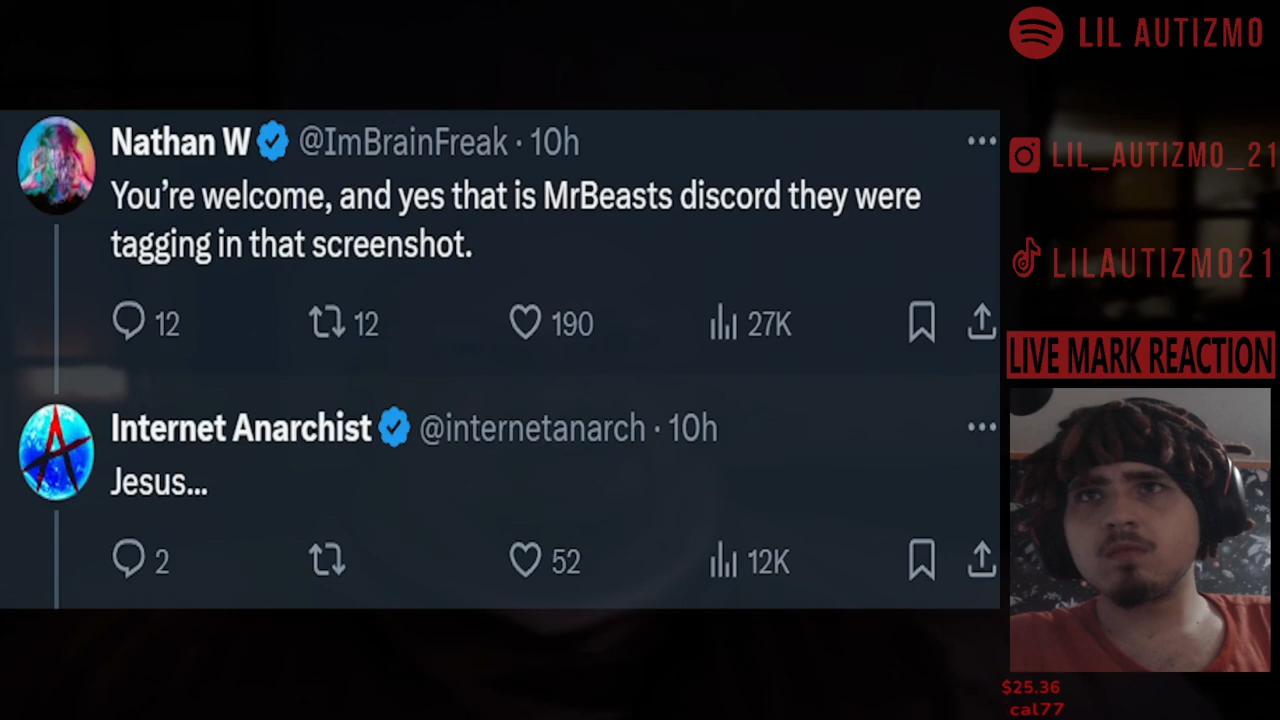 LIL AUTIZMO
Nathan W @ImBrainFreak · 10h
You're welcome, and yes that is MrBeasts discord they were
tagging in that screenshot.
12 12 190 27K
LIL_AUTIZMO_21
LILAUTIZMO21
LIVE MARK REACTION
Internet Anarchist @internetanarch · 10h
Jesus...
2 52 12K
$25.36
cal77